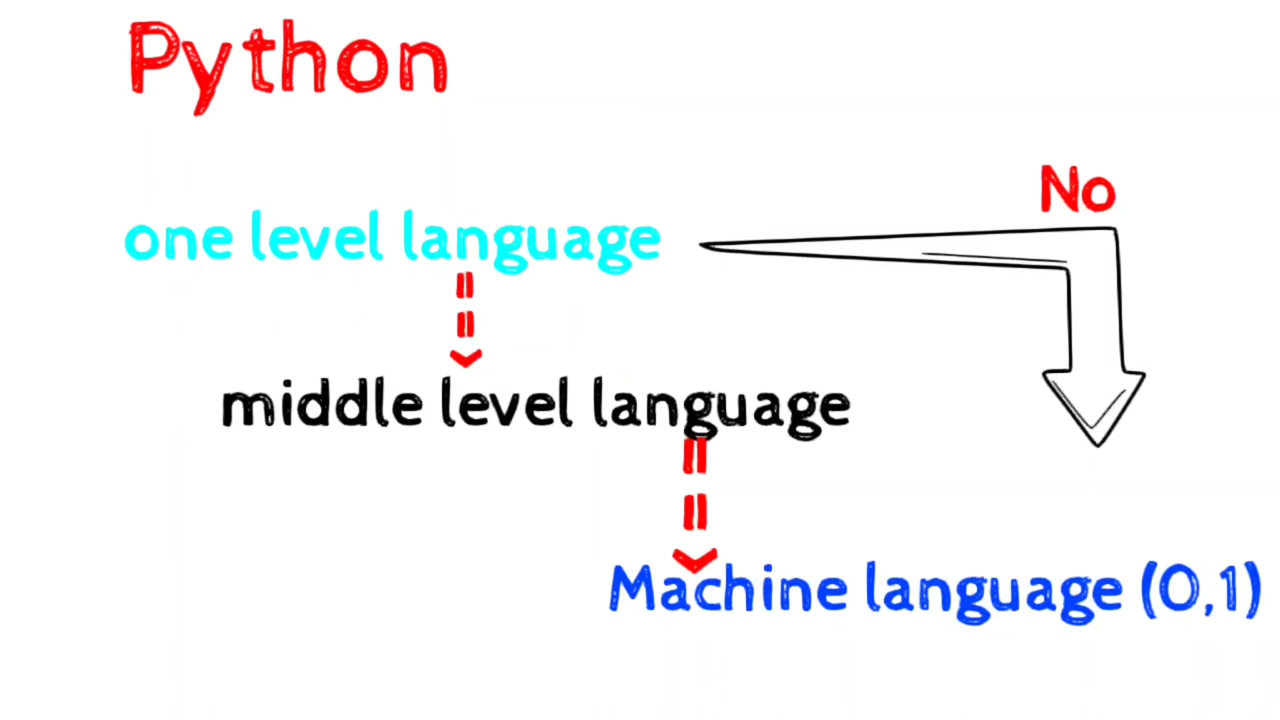 Python
No
one level language
middle level language
Machine language (0,1)